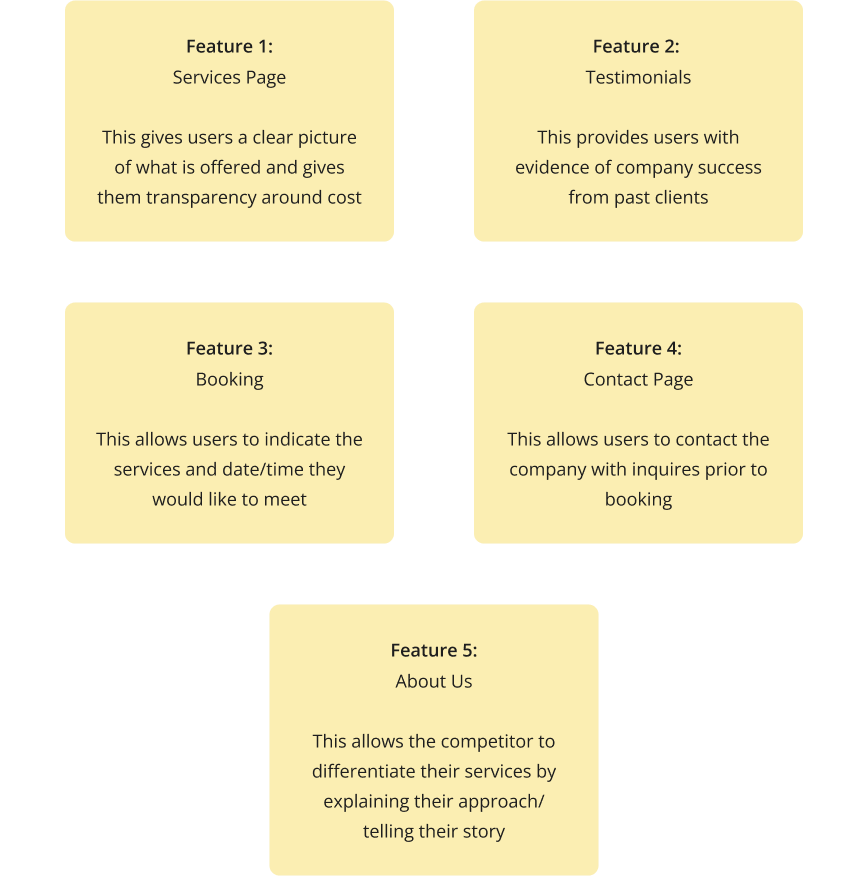 Feature 1:
Services Page
This gives users a clear picture
of what is offered and gives
them transparency around cost
Feature 2:
Testimonials
This provides users with
evidence of company success
from past clients
Feature 3:
Booking
This allows users to indicate the
services and date/time they
would like to meet
Feature 4:
Contact Page
This allows users to contact the
company with inquires prior to
booking
Feature 5:
About Us
This allows the competitor to
differentiate their services by
explaining their approach/
telling their story